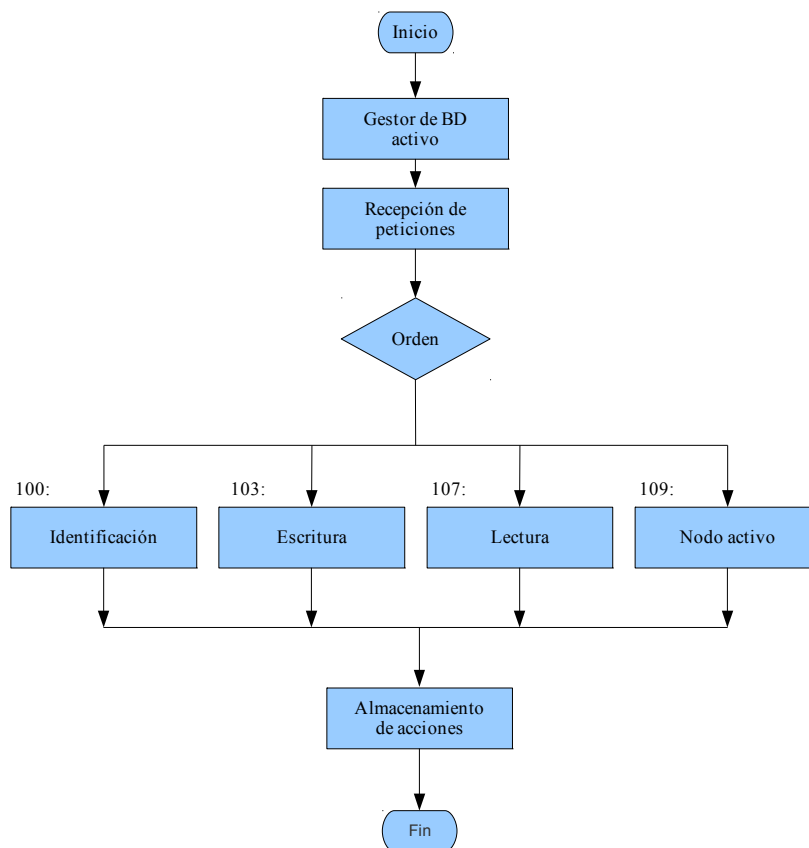 Inicio
Gestor de BD
activo
Recepción de
peticiones
Orden
100:
103:
107:
109:
Identificación
Escritura
Lectura
Nodo activo
Almacenamiento
de acciones
Fin